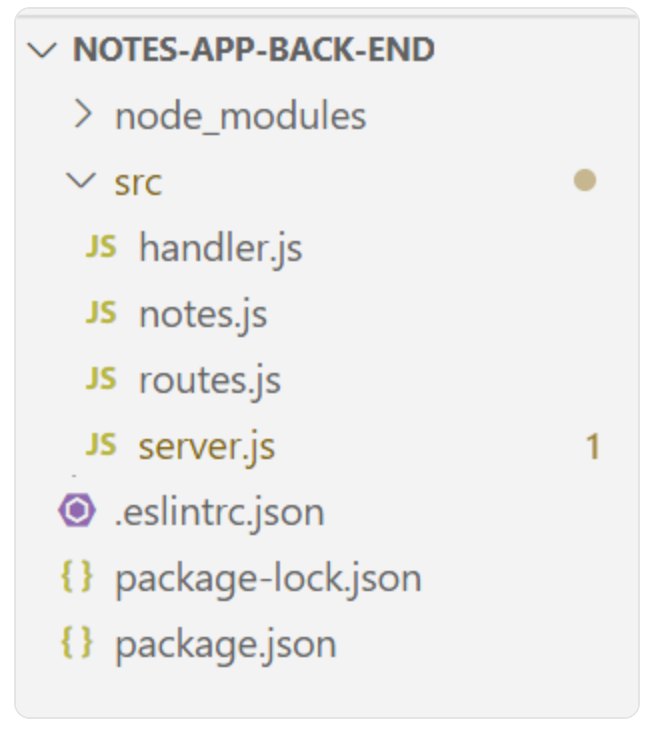 NOTES-APP-BACK-END
node_modules
src
JS handler.js
JS notes.js
JS routes.js
JS server.js 1
.eslintrc.json
{} package-lock.json
{} package.json